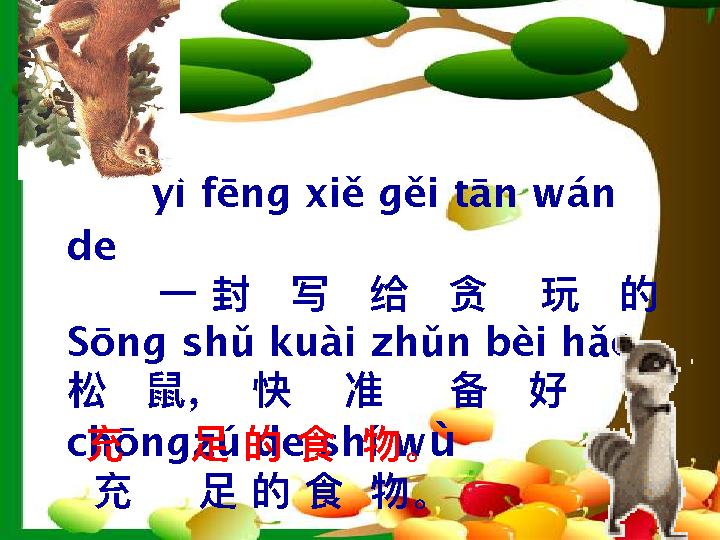 yì fēng xiě gěi tān wán
de
一 封 写 给 贪 玩 的
Sōng shǔ kuài zhǔn bèi hǎo
松 鼠， 快 准 备 好
chōngzú de shí wù
充 足 的 食 物。
充 足 的 食 物。